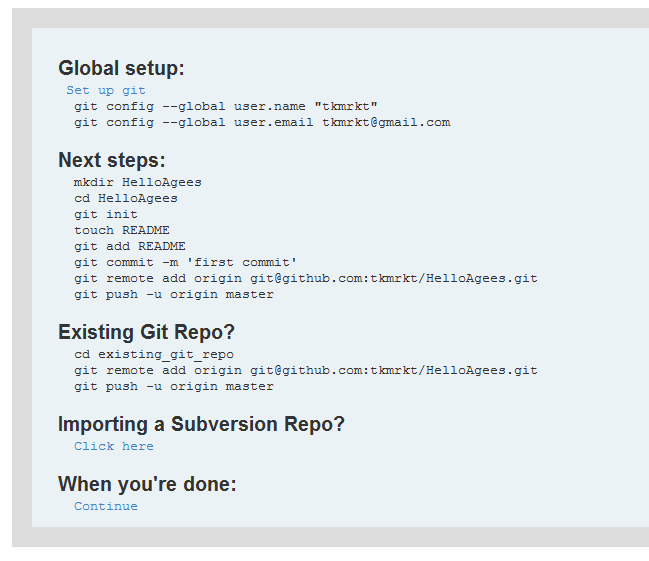 Global setup:
Set up git
git config --global user.name "tkmrkt"
git config --global user.email tkmrkt@gmail.com
Next steps:
mkdir HelloAgees
cd HelloAgees
git init
touch README
git add README
git commit -m 'first commit'
git remote add origin git@github.com:tkmrkt/HelloAgees.git
git push -u origin master
Existing Git Repo?
cd existing_git_repo
git remote add origin git@github.com:tkmrkt/HelloAgees.git
git push -u origin master
Importing a Subversion Repo?
Click here
When you're done:
Continue